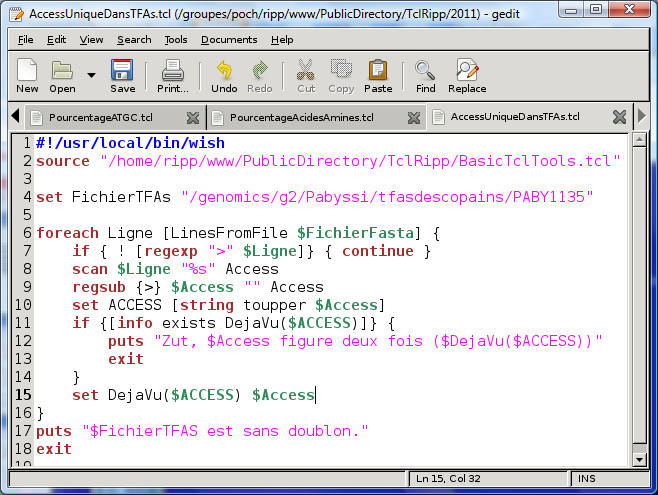 AccessUniqueDansTFAs.tcl (/groupes/poch/ripp/www/PublicDirectory/TclRipp/2011) - gedit
File Edit View Search Tools Documents Help
New Open Save Print... Undo Redo Cut Copy Paste Find Replace
PourcentageATGC.tcl PourcentageAcidesAmines.tcl AccessUniqueDansTFAs.tcl
1 #!/usr/local/bin/wish
2 source "/home/ripp/www/PublicDirectory/TclRipp/BasicTclTools.tcl"
3
4 set FichierTFAs "/genomics/g2/Pabyssi/tfasdescopains/PABY1135"
5
6 foreach Ligne [LinesFromFile $FichierFasta] {
7     if { ! [regexp ">" $Ligne]} { continue }
8     scan $Ligne "%s" Access
9     regsub {>} $Access "" Access
10     set ACCESS [string toupper $Access]
11     if {[info exists DejaVu($ACCESS)]} {
12         puts "Zut, $Access figure deux fois ($DejaVu($ACCESS))"
13         exit
14     }
15     set DejaVu($ACCESS) $Access
16 }
17 puts "$FichierTFAS est sans doublon."
18 exit
19
Ln 15, Col 32 INS